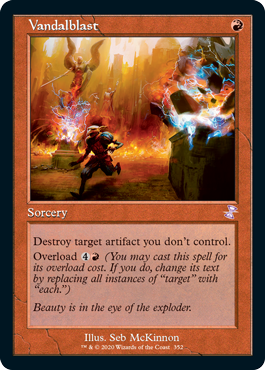 Vandalblast
Sorcery
Destroy target artifact you don't control.
Overload {4}{R} (You may cast this spell for
its overload cost. If you do, change its text
by replacing all instances of "target" with
"each.")
Beauty is in the eye of the exploder.
Illus. Seb McKinnon
™ & © 2020 Wizards of the Coast 352